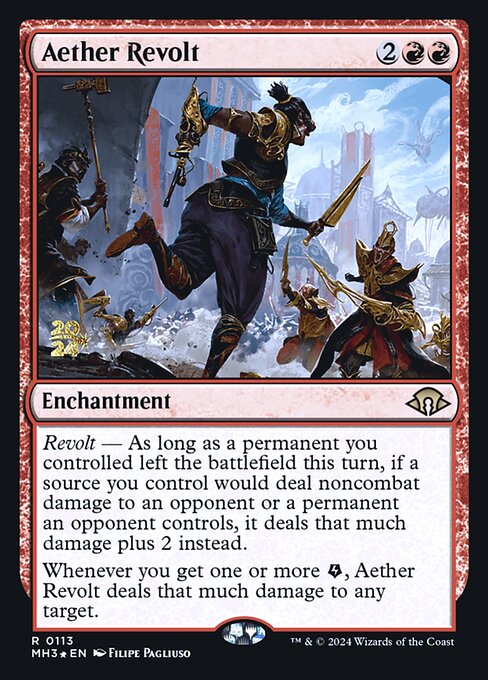 Aether Revolt 2
Enchantment
Revolt — As long as a permanent you
controlled left the battlefield this turn, if a
source you control would deal noncombat
damage to an opponent or a permanent
an opponent controls, it deals that much
damage plus 2 instead.
Whenever you get one or more , Aether
Revolt deals that much damage to any
target.
R 0113
MH3★EN Filipe Pagliuso
™ & © 2024 Wizards of the Coast